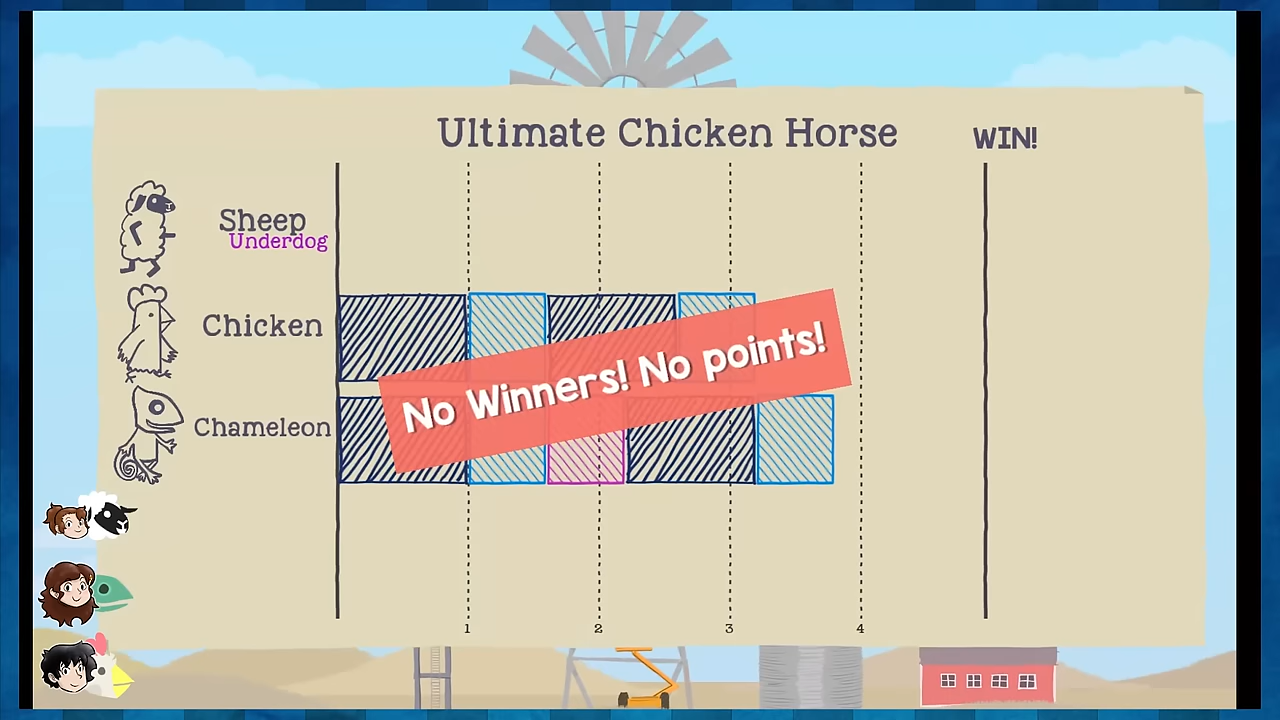 Ultimate Chicken Horse
WIN!
Sheep
Underdog
Chicken
Chameleon
No Winners! No points!
1 2 3 4